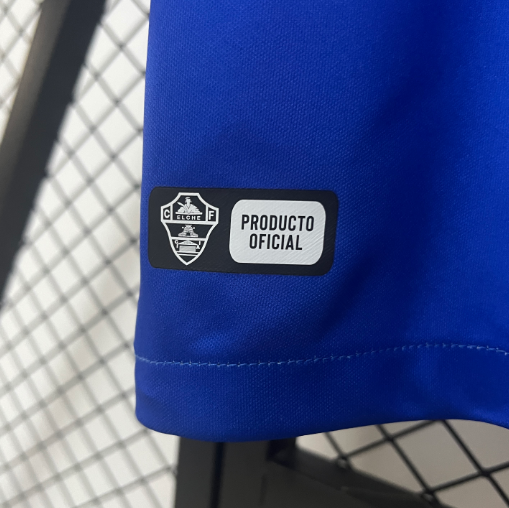 C F
ELCHE
PRODUCTO
OFICIAL